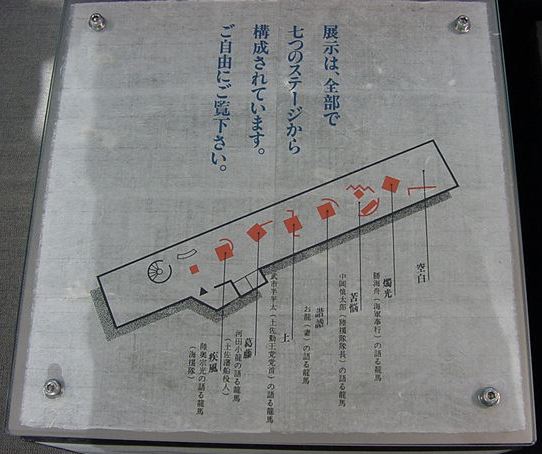 展示は、全部で
七つのステージから
構成されています。
ご自由にご覧下さい。
空白
燭光
勝海舟(海軍奉行)の語る龍馬
苦悩
中岡慎太郎(陸援隊隊長)の語る龍馬
諧謔
お龍(妻)の語る龍馬
士
武市半平太(土佐勤王党党首)の語る龍馬
葛藤
河田小龍の語る龍馬
(土佐藩船役人)
疾風
陸奥宗光の語る龍馬
(海援隊)